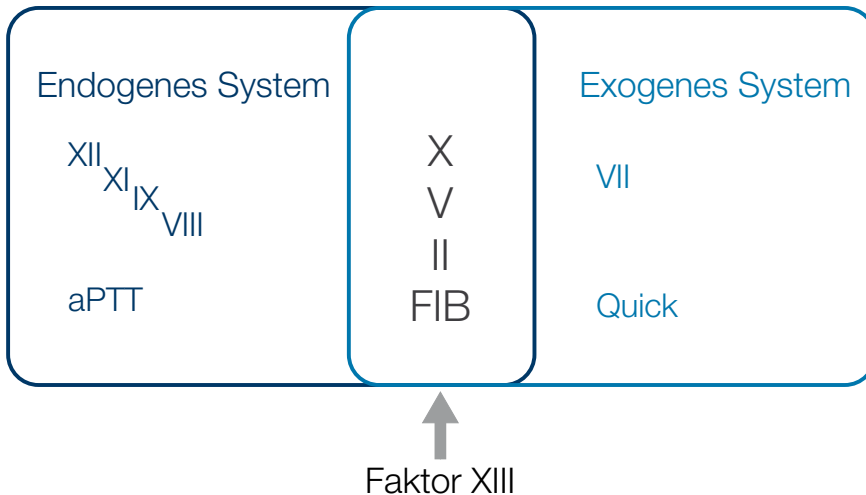 Endogenes System
XII
XI
IX
VIII
aPTT
X
V
II
FIB
Exogenes System
VII
Quick
Faktor XIII